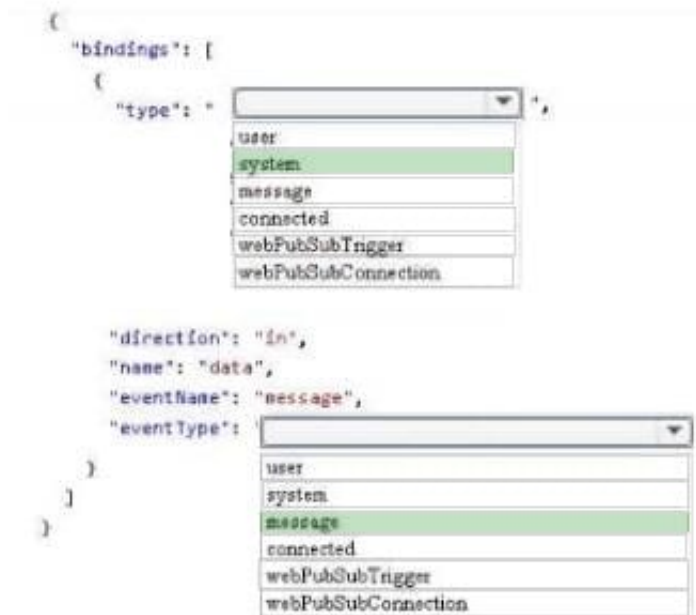 {
"bindings": [
{
"type": " ",
user
system
message
connected
webPubSubTrigger
webPubSubConnection
"direction": "in",
"name": "data",
"eventName": "message",
"eventType": "
user
system
message
connected
webPubSubTrigger
webPubSubConnection
}
]
}